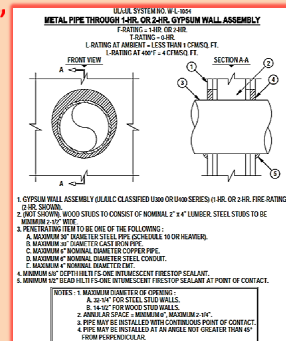 UL/cUL SYSTEM NO. W-L-1054
METAL PIPE THROUGH 1-HR. OR 2-HR. GYPSUM WALL ASSEMBLY
F-RATING = 1-HR. OR 2-HR.
T-RATING = 0-HR.
L-RATING AT AMBIENT = LESS THAN 1 CFM/SQ. FT.
L-RATING AT 400°F = 4 CFM/SQ. FT.
FRONT VIEW
SECTION A-A
A
A
1
2
3
4
5
1. GYPSUM WALL ASSEMBLY (UL/ULC CLASSIFIED U300 OR U400 SERIES) (1-HR. OR 2-HR. FIRE-RATING)
(2 HR. SHOWN).
2. (NOT SHOWN). WOOD STUDS TO CONSIST OF NOMINAL 2" x 4" LUMBER. STEEL STUDS TO BE
MINIMUM 2-1/2" WIDE.
3. PENETRATING ITEM TO BE ONE OF THE FOLLOWING :
A. MAXIMUM 30" DIAMETER STEEL PIPE (SCHEDULE 10 OR HEAVIER).
B. MAXIMUM 30" DIAMETER CAST IRON PIPE.
C. MAXIMUM 6" NOMINAL DIAMETER COPPER PIPE.
D. MAXIMUM 6" NOMINAL DIAMETER STEEL CONDUIT.
E. MAXIMUM 4" NOMINAL DIAMETER EMT.
4. MINIMUM 5/8" DEPTH HILTI FS-ONE INTUMESCENT FIRESTOP SEALANT.
5. MINIMUM 1/2" BEAD HILTI FS-ONE INTUMESCENT FIRESTOP SEALANT AT POINT OF CONTACT.
NOTES : 1. MAXIMUM DIAMETER OF OPENING :
A. 32-1/4" FOR STEEL STUD WALLS.
B. 14-1/2" FOR WOOD STUD WALLS.
2. ANNULAR SPACE = MINIMUM 0", MAXIMUM 2-1/4".
3. PIPE MAY BE INSTALLED WITH CONTINUOUS POINT OF CONTACT.
4. PIPE MAY BE INSTALLED AT AN ANGLE NOT GREATER THAN 45°
FROM PERPENDICULAR.